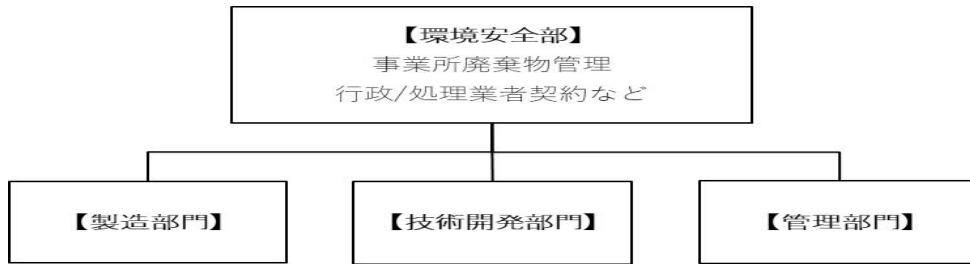 【環境安全部】
事業所廃棄物管理
行政/処理業者契約など
【製造部門】
【技術開発部門】
【管理部門】